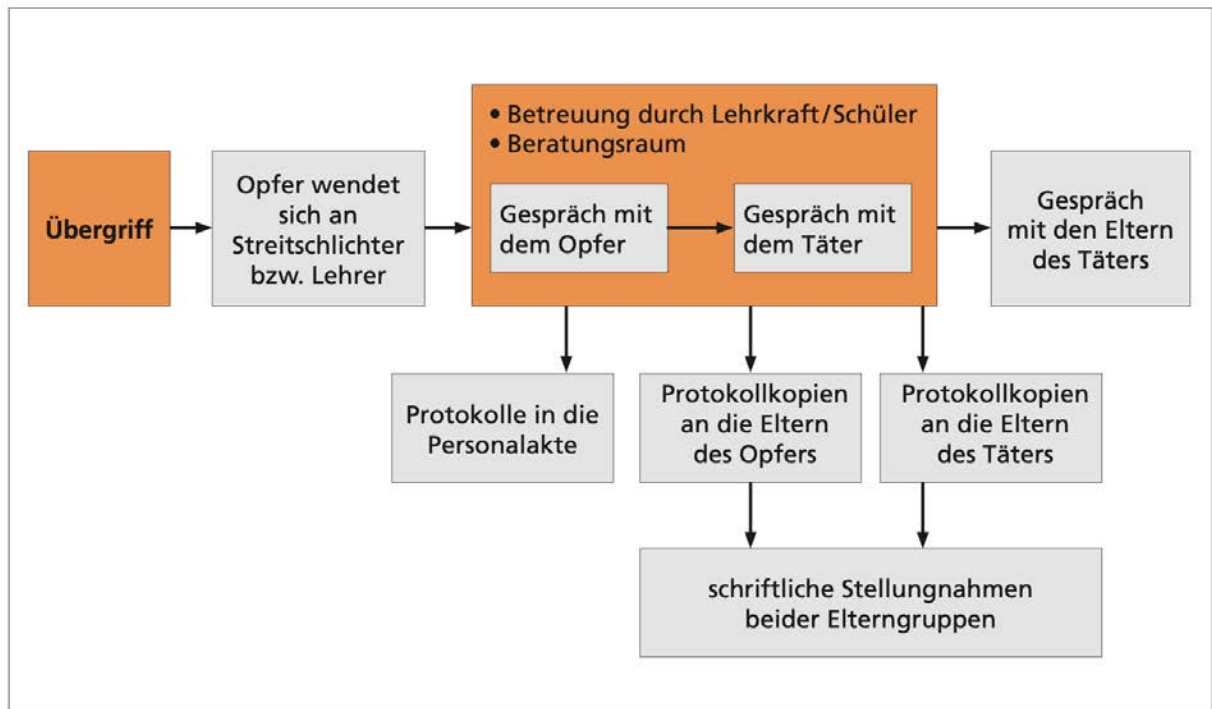 Übergriff
Opfer wendet
sich an
Streitschlichter
bzw. Lehrer
• Betreuung durch Lehrkraft/Schüler
• Beratungsraum
Gespräch mit
dem Opfer
Gespräch mit
dem Täter
Gespräch
mit den Eltern
des Täters
Protokolle in die
Personalakte
Protokollkopien
an die Eltern
des Opfers
Protokollkopien
an die Eltern
des Täters
schriftliche Stellungnahmen
beider Elterngruppen